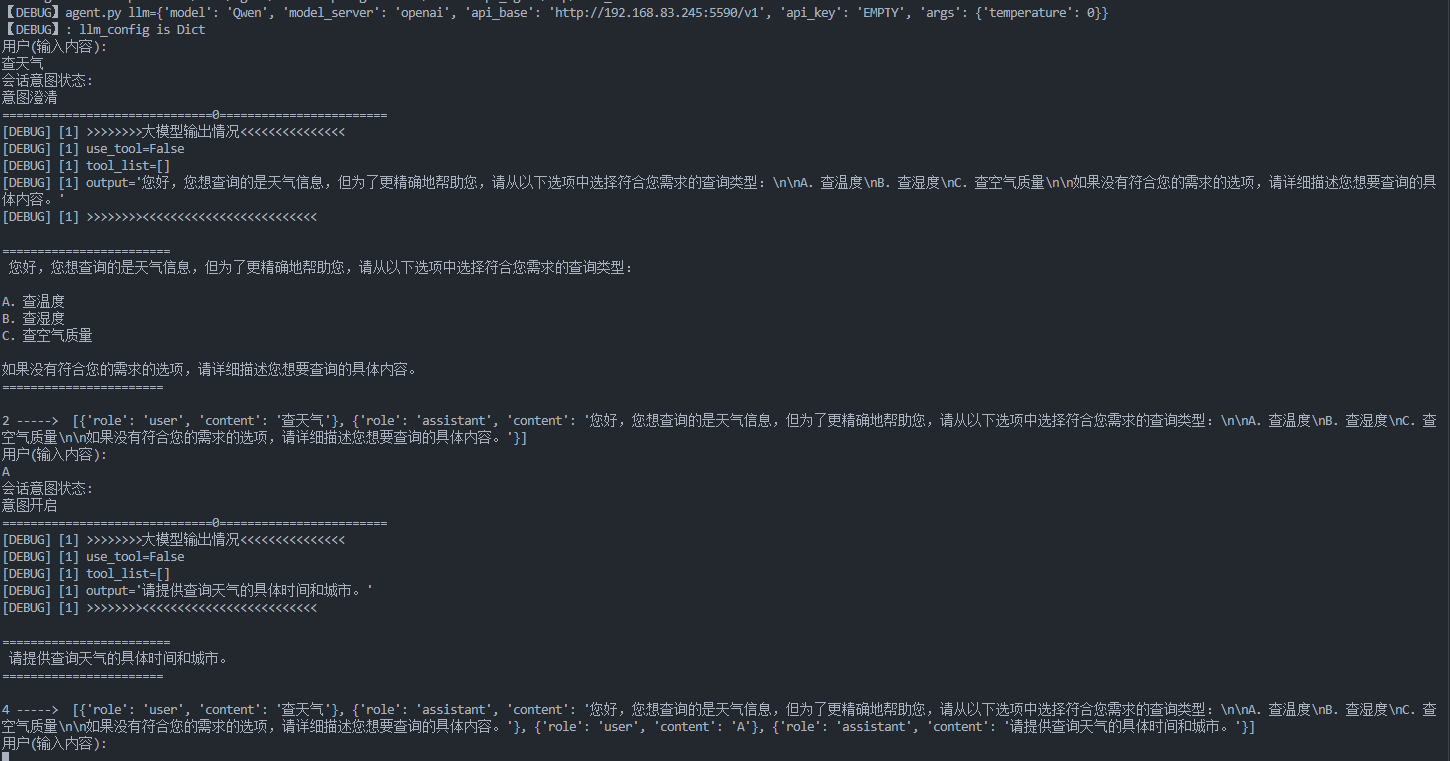 【DEBUG】agent.py llm={'model': 'Qwen', 'model_server': 'openai', 'api_base': 'http://192.168.83.245:5590/v1', 'api_key': 'EMPTY', 'args': {'temperature': 0}}
【DEBUG】: llm_config is Dict
用户(输入内容):
查天气
会话意图状态:
意图澄清
==============================0========================
[DEBUG] [1] >>>>>>>>大模型输出情况<<<<<<<<<<<<<<<
[DEBUG] [1] use_tool=False
[DEBUG] [1] tool_list=[]
[DEBUG] [1] output='您好，您想查询的是天气信息，但为了更精确地帮助您，请从以下选项中选择符合您需求的查询类型：\n\nA. 查温度\nB. 查湿度\nC. 查空气质量\n\n如果没有符合您的需求的选项，请详细描述您想要查询的具
体内容。'
[DEBUG] [1] >>>>>>>><<<<<<<<<<<<<<<<<<<<<<<<<
========================
您好，您想查询的是天气信息，但为了更精确地帮助您，请从以下选项中选择符合您需求的查询类型：
A. 查温度
B. 查湿度
C. 查空气质量
如果没有符合您的需求的选项，请详细描述您想要查询的具体内容。
=======================
2 -----> [{'role': 'user', 'content': '查天气'}, {'role': 'assistant', 'content': '您好，您想查询的是天气信息，但为了更精确地帮助您，请从以下选项中选择符合您需求的查询类型：\n\nA. 查温度\nB. 查湿度\nC. 查
空气质量\n\n如果没有符合您的需求的选项，请详细描述您想要查询的具体内容。'}]
用户(输入内容):
A
会话意图状态:
意图开启
==============================0========================
[DEBUG] [1] >>>>>>>>大模型输出情况<<<<<<<<<<<<<<<
[DEBUG] [1] use_tool=False
[DEBUG] [1] tool_list=[]
[DEBUG] [1] output='请提供查询天气的具体时间和城市。'
[DEBUG] [1] >>>>>>>><<<<<<<<<<<<<<<<<<<<<<<<<
========================
请提供查询天气的具体时间和城市。
=======================
4 -----> [{'role': 'user', 'content': '查天气'}, {'role': 'assistant', 'content': '您好，您想查询的是天气信息，但为了更精确地帮助您，请从以下选项中选择符合您需求的查询类型：\n\nA. 查温度\nB. 查湿度\nC. 查
空气质量\n\n如果没有符合您的需求的选项，请详细描述您想要查询的具体内容。'}, {'role': 'user', 'content': 'A'}, {'role': 'assistant', 'content': '请提供查询天气的具体时间和城市。'}]
用户(输入内容):